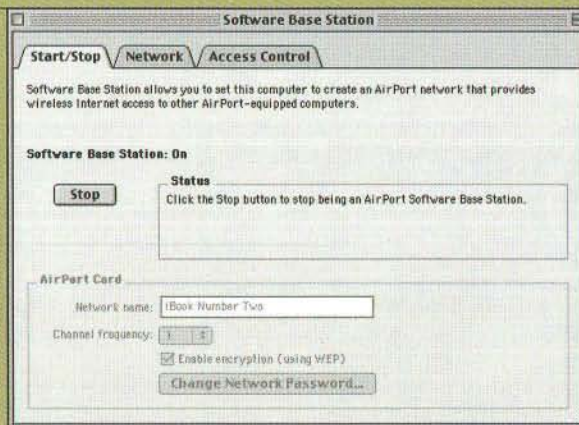 Software Base Station
Start/Stop
Network
Access Control
Software Base Station allows you to set this computer to create an AirPort network that provides
wireless Internet access to other AirPort-equipped computers.
Software Base Station: On
Stop
Status
Click the Stop button to stop being an AirPort Software Base Station.
AirPort Card
Network name: iBook Number Two
Channel frequency: 1
Enable encryption (using WEP)
Change Network Password...